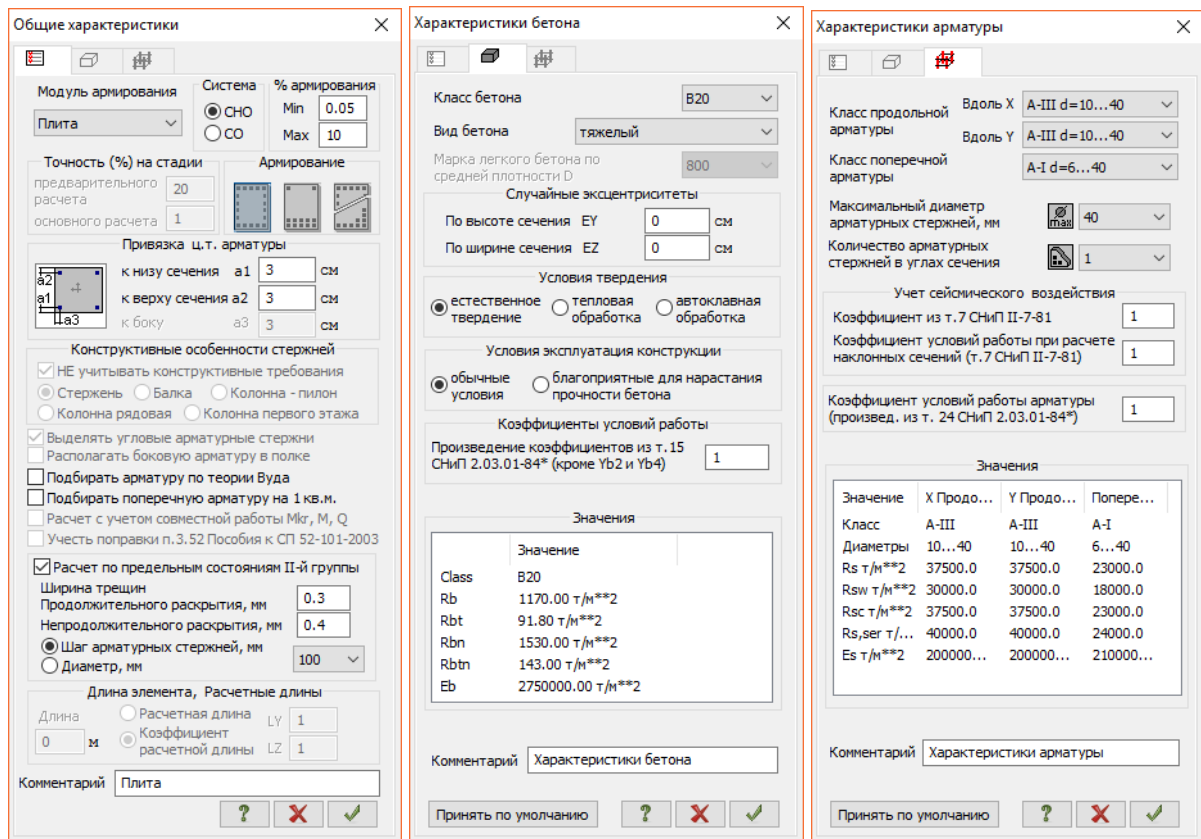 Общие характеристики
Модуль армирования
Плита
Система
СНО
СО
% армирования
Min 0.05
Max 10
Точность (%) на стадии
предварительного
расчета
20
основного расчета 1
Армирование
Привязка ц.т. арматуры
a2
a1
a3
к низу сечения a1 3 см
к верху сечения a2 3 см
к боку a3 3 см
Конструктивные особенности стержней
НЕ учитывать конструктивные требования
Стержень Балка Колонна - пилон
Колонна рядовая Колонна первого этажа
Выделять угловые арматурные стержни
Располагать боковую арматуру в полке
Подбирать арматуру по теории Вуда
Подбирать поперечную арматуру на 1 кв.м.
Расчет с учетом совместной работы Mkr, M, Q
Учесть поправки п.3.52 Пособия к СП 52-101-2003
Расчет по предельным состояниям II-й группы
Ширина трещин
Продолжительного раскрытия, мм 0.3
Непродолжительного раскрытия, мм 0.4
Шаг арматурных стержней, мм
Диаметр, мм
100
Длина элемента, Расчетные длины
Длина
0 м
Расчетная длина
Коэффициент
расчетной длины
LY 1
LZ 1
Комментарий Плита
?
Характеристики бетона
Класс бетона B20
Вид бетона тяжелый
Марка легкого бетона по
средней плотности D
800
Случайные эксцентриситеты
По высоте сечения EY 0 см
По ширине сечения EZ 0 см
Условия твердения
естественное
твердение
тепловая
обработка
автоклавная
обработка
Условия эксплуатация конструкции
обычные
условия
благоприятные для нарастания
прочности бетона
Коэффициенты условий работы
Произведение коэффициентов из т.15
СНиП 2.03.01-84* (кроме Yb2 и Yb4)
1
Значения
Значение
Class B20
Rb 1170.00 т/м**2
Rbt 91.80 т/м**2
Rbn 1530.00 т/м**2
Rbtn 143.00 т/м**2
Eb 2750000.00 т/м**2
Комментарий Характеристики бетона
Принять по умолчанию ?
Характеристики арматуры
Класс продольной
арматуры
Вдоль X A-III d=10...40
Вдоль Y A-III d=10...40
Класс поперечной
арматуры
A-I d=6...40
Максимальный диаметр
арматурных стержней, мм
max
40
Количество арматурных
стержней в углах сечения
1
Учет сейсмического воздействия
Коэффициент из т.7 СНиП II-7-81 1
Коэффициент условий работы при расчете
наклонных сечений (т.7 СНиП II-7-81)
1
Коэффициент условий работы арматуры
(произвед. из т. 24 СНиП 2.03.01-84*)
1
Значения
Значение X Продо... Y Продо... Попере...
Класс A-III A-III A-I
Диаметры 10...40 10...40 6...40
Rs т/м**2 37500.0 37500.0 23000.0
Rsw т/м**2 30000.0 30000.0 18000.0
Rsc т/м**2 37500.0 37500.0 23000.0
Rs,ser т/... 40000.0 40000.0 24000.0
Es т/м**2 200000... 200000... 210000...
Комментарий Характеристики арматуры
Принять по умолчанию ?